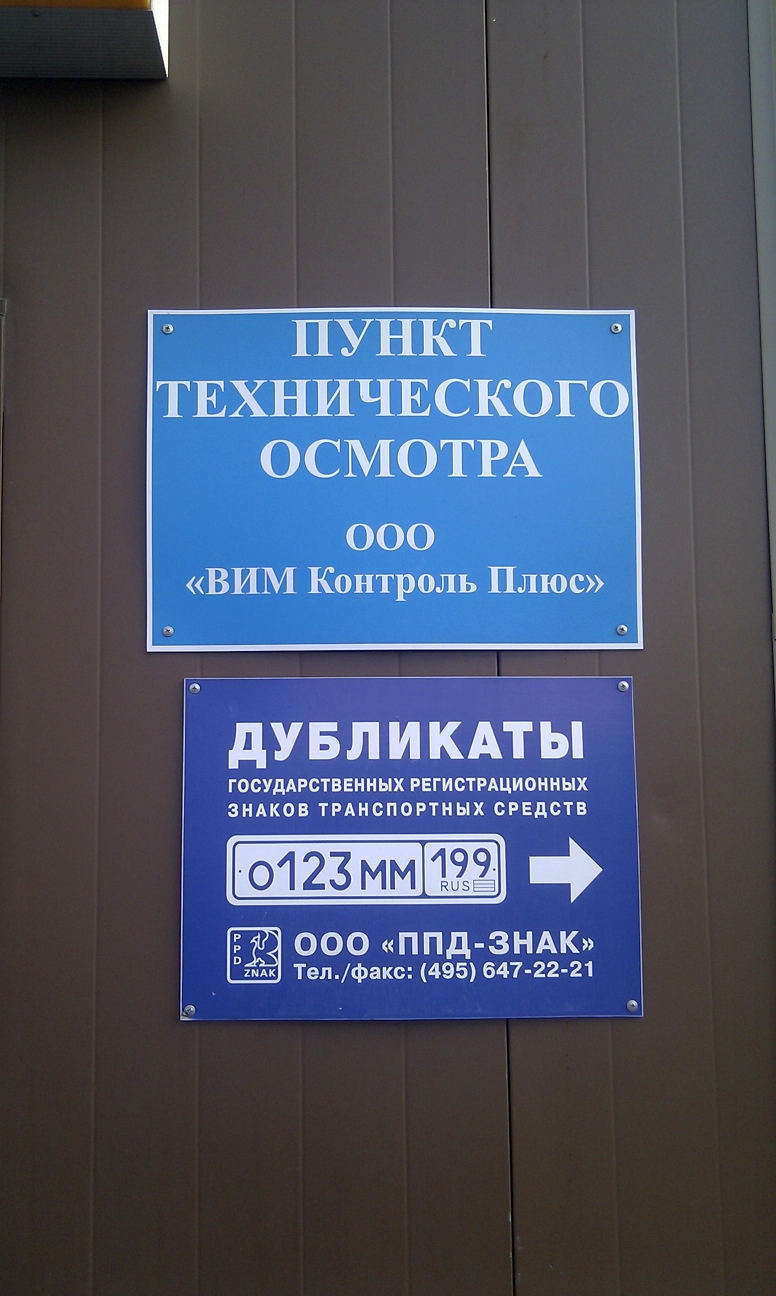 ПУНКТ
ТЕХНИЧЕСКОГО
ОСМОТРА
ООО
«ВИМ Контроль Плюс»
ДУБЛИКАТЫ
ГОСУДАРСТВЕННЫХ РЕГИСТРАЦИОННЫХ
ЗНАКОВ ТРАНСПОРТНЫХ СРЕДСТВ
о123мм 199
RUS
PPD
ZNAK
ООО «ППД-ЗНАК»
Тел./факс: (495) 647-22-21